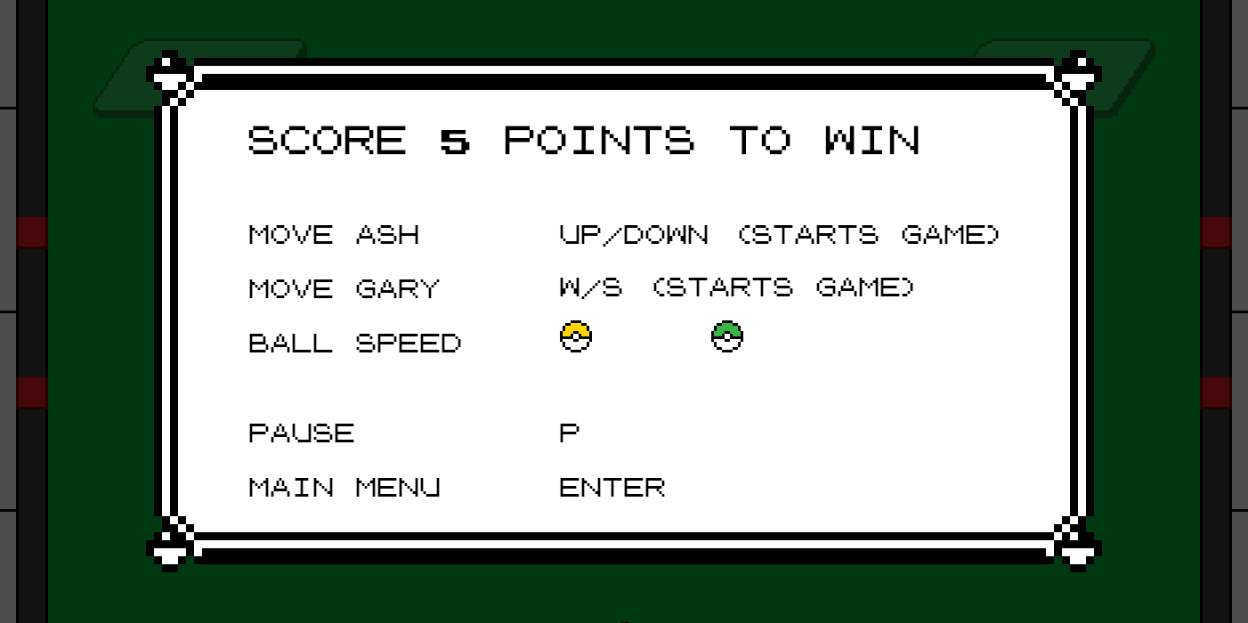 SCORE 5 POINTS TO WIN
MOVE ASH UP/DOWN (STARTS GAME)
MOVE GARY W/S (STARTS GAME)
BALL SPEED
PAUSE P
MAIN MENU ENTER